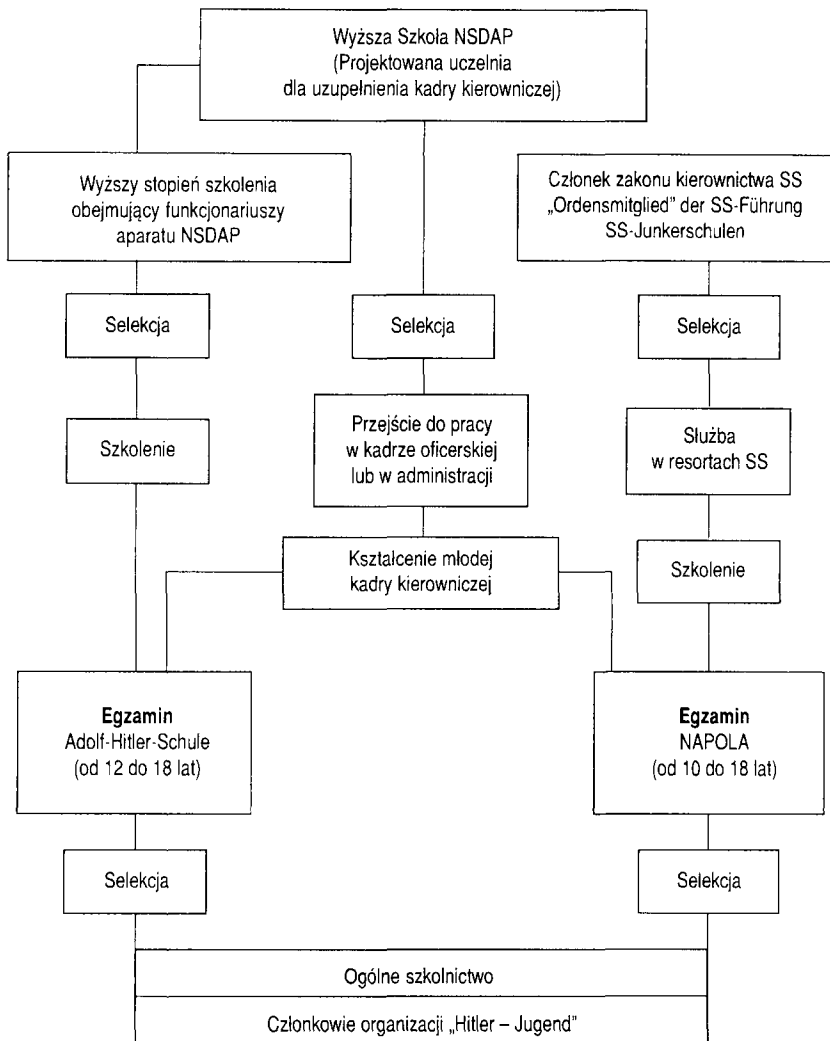 Wyższa Szkoła NSDAP
(Projektowana uczelnia
dla uzupełnienia kadry kierowniczej)
Wyższy stopień szkolenia
obejmujący funkcjonariuszy
aparatu NSDAP
Członek zakonu kierownictwa SS
„Ordensmitglied” der SS-Führung
SS-Junkerschulen
Selekcja
Selekcja
Selekcja
Szkolenie
Przejście do pracy
w kadrze oficerskiej
lub w administracji
Służba
w resortach SS
Kształcenie młodej
kadry kierowniczej
Szkolenie
Egzamin
Adolf-Hitler-Schule
(od 12 do 18 lat)
Egzamin
NAPOLA
(od 10 do 18 lat)
Selekcja
Selekcja
Ogólne szkolnictwo
Członkowie organizacji „Hitler – Jugend”